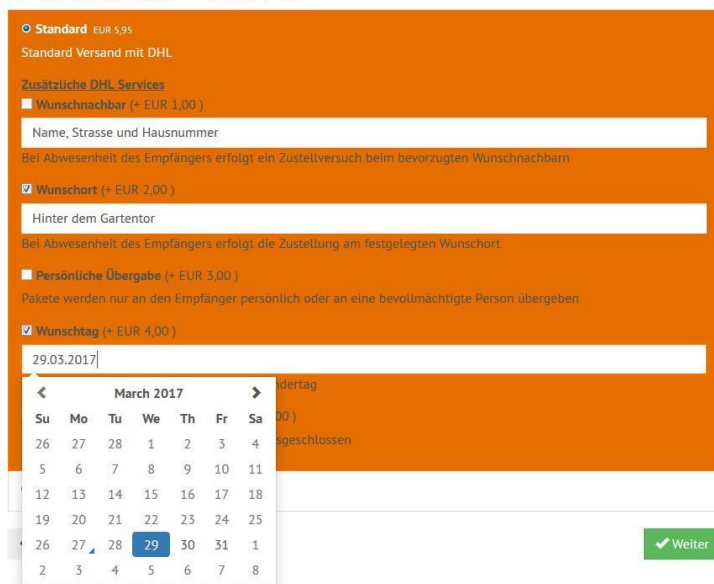 Standard EUR 5,95
Standard Versand mit DHL
Zusätzliche DHL Services
Wunschnachbar (+ EUR 1,00 )
Name, Strasse und Hausnummer
Bei Abwesenheit des Empfängers erfolgt ein Zustellversuch beim bevorzugten Wunschnachbarn
Wunschort (+ EUR 2,00 )
Hinter dem Gartentor
Bei Abwesenheit des Empfängers erfolgt die Zustellung am festgelegten Wunschort
Persönliche Übergabe (+ EUR 3,00 )
Pakete werden nur an den Empfänger persönlich oder an eine bevollmächtigte Person übergeben
Wunschtag (+ EUR 4,00 )
29.03.2017
March 2017
Su Mo Tu We Th Fr Sa
26 27 28 1 2 3 4
5 6 7 8 9 10 11
12 13 14 15 16 17 18
19 20 21 22 23 24 25
26 27 28 29 30 31 1
2 3 4 5 6 7 8
Weiter